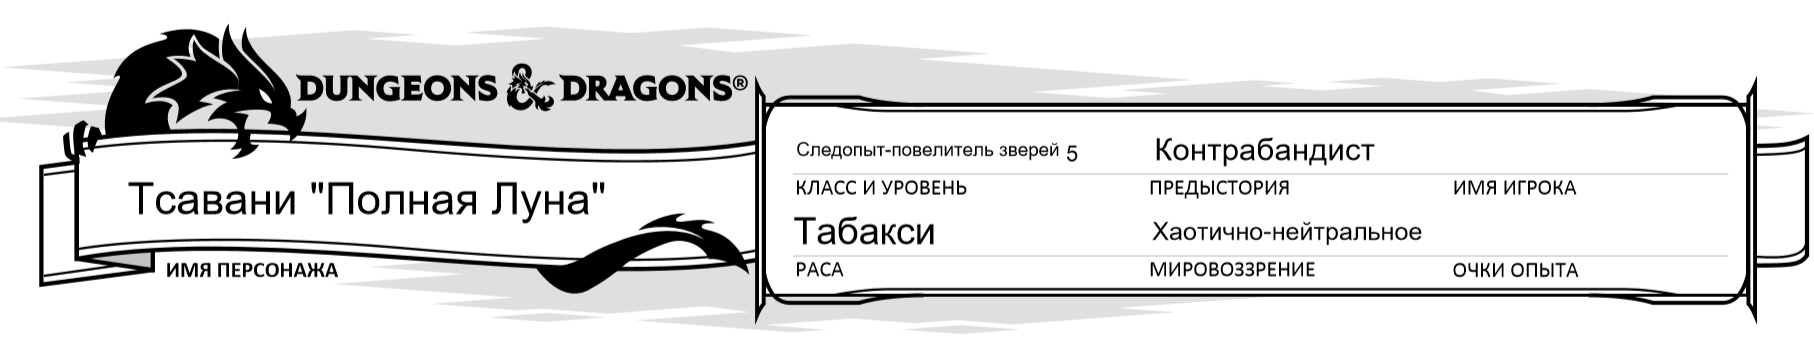 DUNGEONS & DRAGONS®
Тсавани "Полная Луна"
ИМЯ ПЕРСОНАЖА
Следопыт-повелитель зверей 5 Контрабандист
КЛАСС И УРОВЕНЬ ПРЕДЫСТОРИЯ ИМЯ ИГРОКА
Табакси Хаотично-нейтральное
РАСА МИРОВОЗЗРЕНИЕ ОЧКИ ОПЫТА